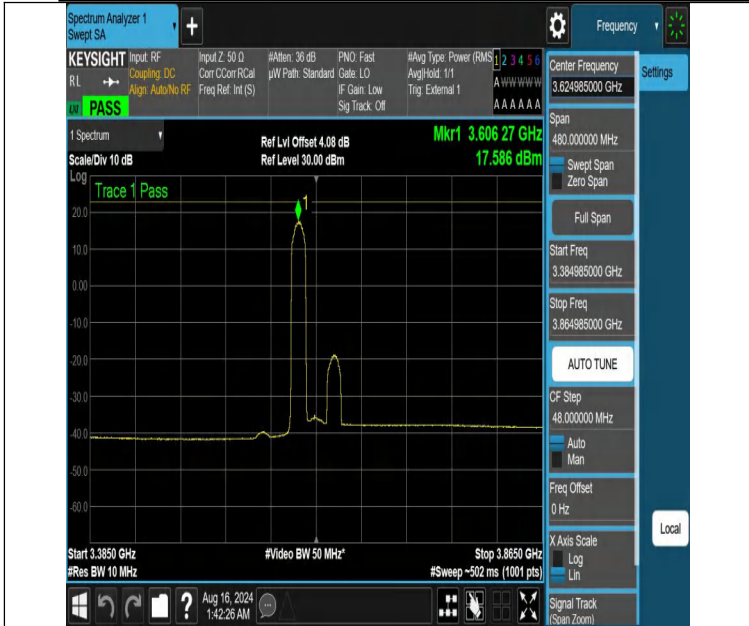 Spectrum Analyzer 1
Swept SA
Frequency
KEYSIGHT
RL
PASS
Input: RF
Coupling: DC
Align: Auto/No RF
Input Z: 50 Ω
Corr CCorr RCal
Freq Ref: Int (S)
#Atten: 36 dB
µW Path: Standard
PNO: Fast
Gate: LO
IF Gain: Low
Sig Track: Off
#Avg Type: Power (RMS
Avg|Hold: 1/1
Trig: External 1
1 2 3 4 5 6
A W W W W W
A A A A A A
1 Spectrum
Scale/Div 10 dB
Ref Lvl Offset 4.08 dB
Ref Level 30.00 dBm
Mkr1 3.606 27 GHz
17.586 dBm
Log
Trace 1 Pass
1
20.0
10.0
0.00
-10.0
-20.0
-30.0
-40.0
-50.0
-60.0
Start 3.3850 GHz
#Res BW 10 MHz
#Video BW 50 MHz*
Stop 3.8650 GHz
#Sweep ~502 ms (1001 pts)
Aug 16, 2024
1:42:26 AM
Center Frequency
3.624985000 GHz
Settings
Span
480.000000 MHz
Swept Span
Zero Span
Full Span
Start Freq
3.384985000 GHz
Stop Freq
3.864985000 GHz
AUTO TUNE
CF Step
48.000000 MHz
Auto
Man
Freq Offset
0 Hz
X Axis Scale
Log
Lin
Local
Signal Track
(Span Zoom)